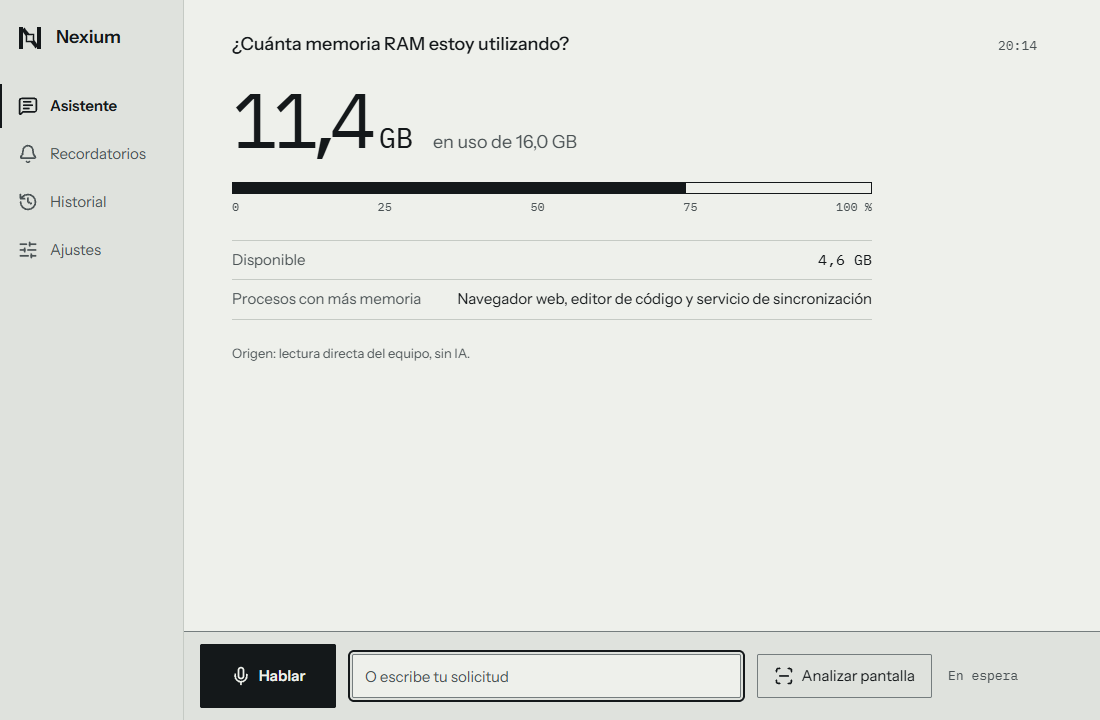 Nexium
Asistente
Recordatorios
Historial
Ajustes
¿Cuánta memoria RAM estoy utilizando?
20:14
11,4 GB en uso de 16,0 GB
0 25 50 75 100 %
Disponible 4,6 GB
Procesos con más memoria Navegador web, editor de código y servicio de sincronización
Origen: lectura directa del equipo, sin IA.
Hablar
O escribe tu solicitud
Analizar pantalla
En espera